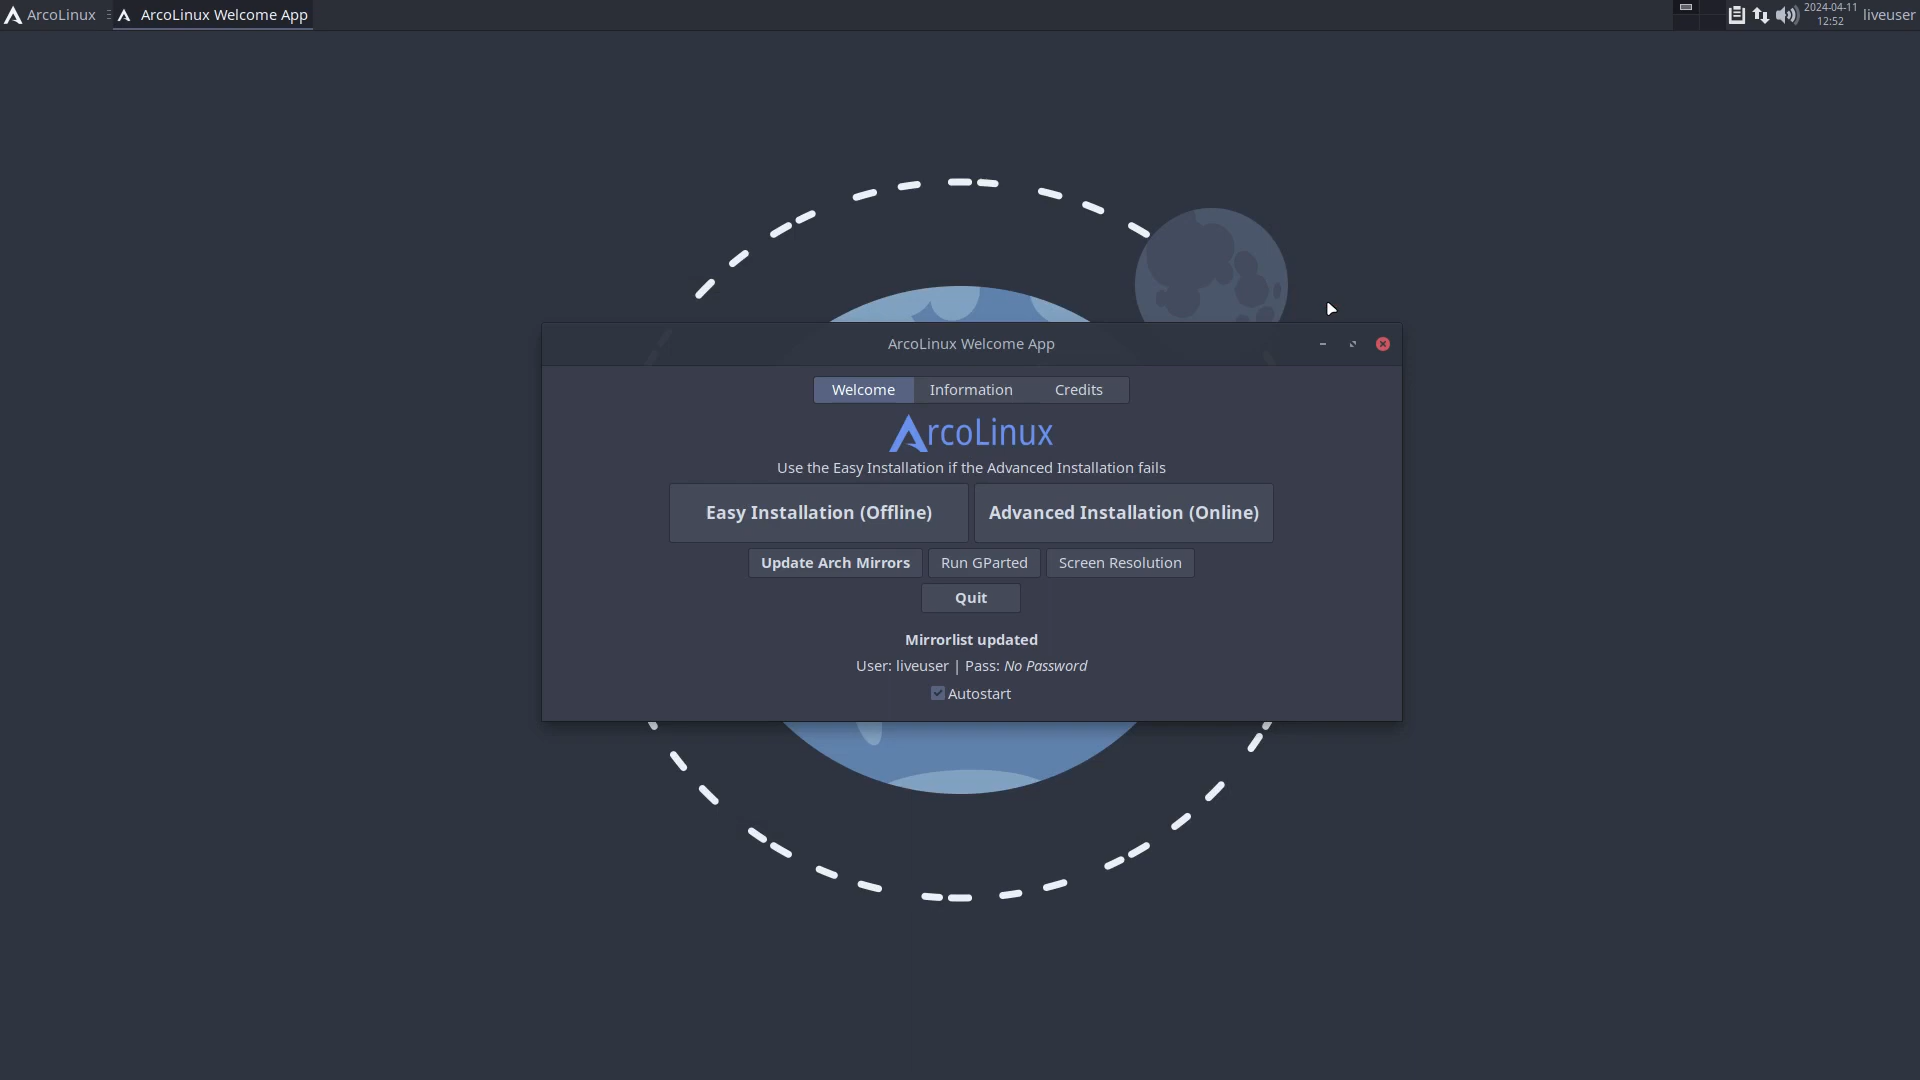 ArcoLinux
ArcoLinux Welcome App
2024-04-11
12:52
liveuser
ArcoLinux Welcome App
Welcome
Information
Credits
ArcoLinux
Use the Easy Installation if the Advanced Installation fails
Easy Installation (Offline)
Advanced Installation (Online)
Update Arch Mirrors
Run GParted
Screen Resolution
Quit
Mirrorlist updated
User: liveuser | Pass: No Password
Autostart